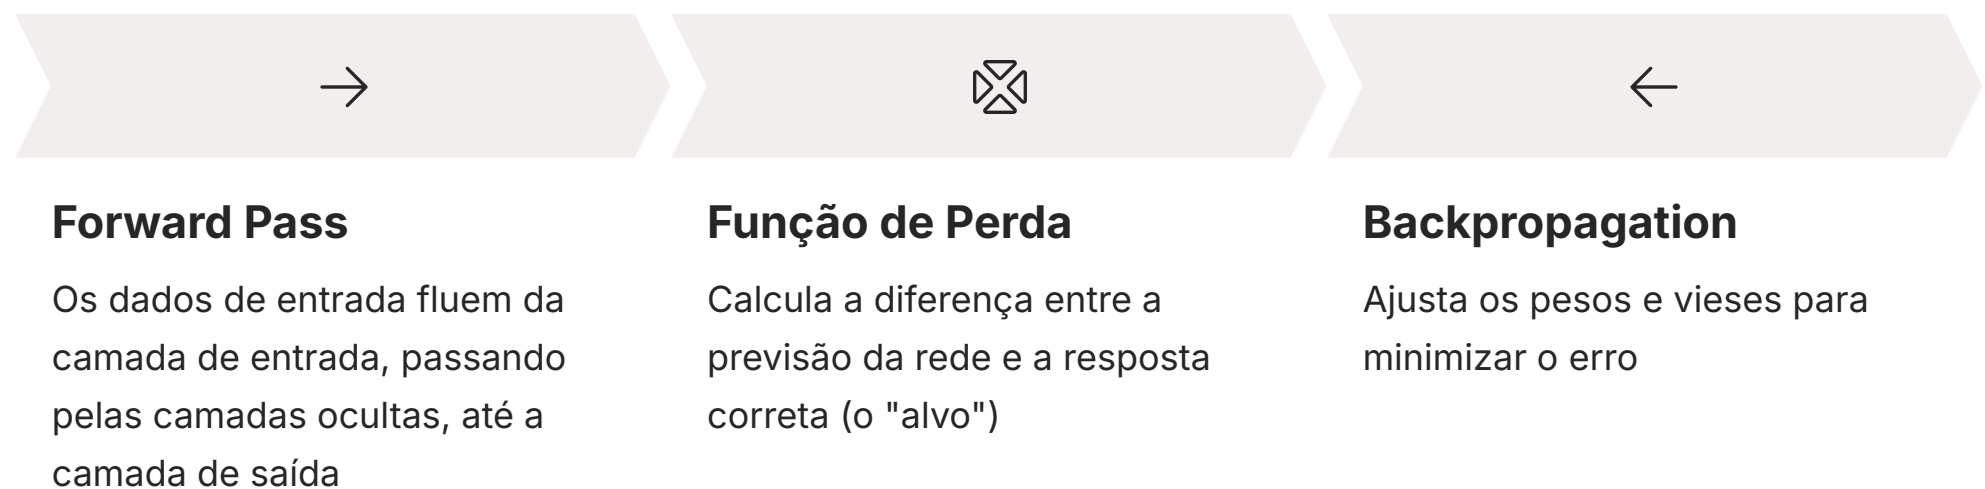 Forward Pass
Os dados de entrada fluem da
camada de entrada, passando
pelas camadas ocultas, até a
camada de saída
Função de Perda
Calcula a diferença entre a
previsão da rede e a resposta
correta (o "alvo")
Backpropagation
Ajusta os pesos e vieses para
minimizar o erro